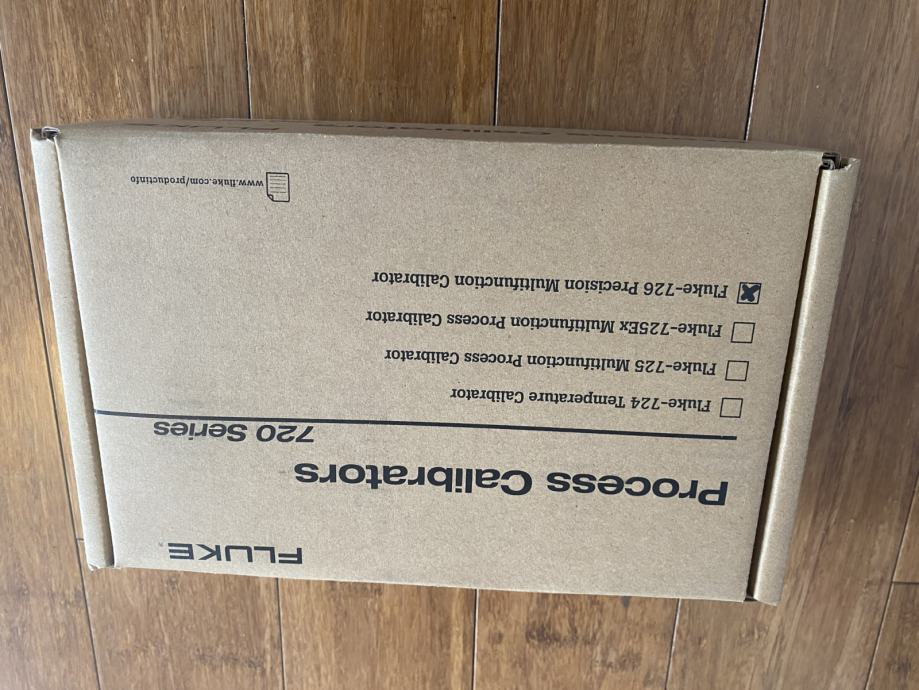 FLUKE®
Process Calibrators
720 Series
Fluke-724 Temperature Calibrator
Fluke-725 Multifunction Process Calibrator
Fluke-725Ex Multifunction Process Calibrator
Fluke-726 Precision Multifunction Calibrator
www.fluke.com/productinfo